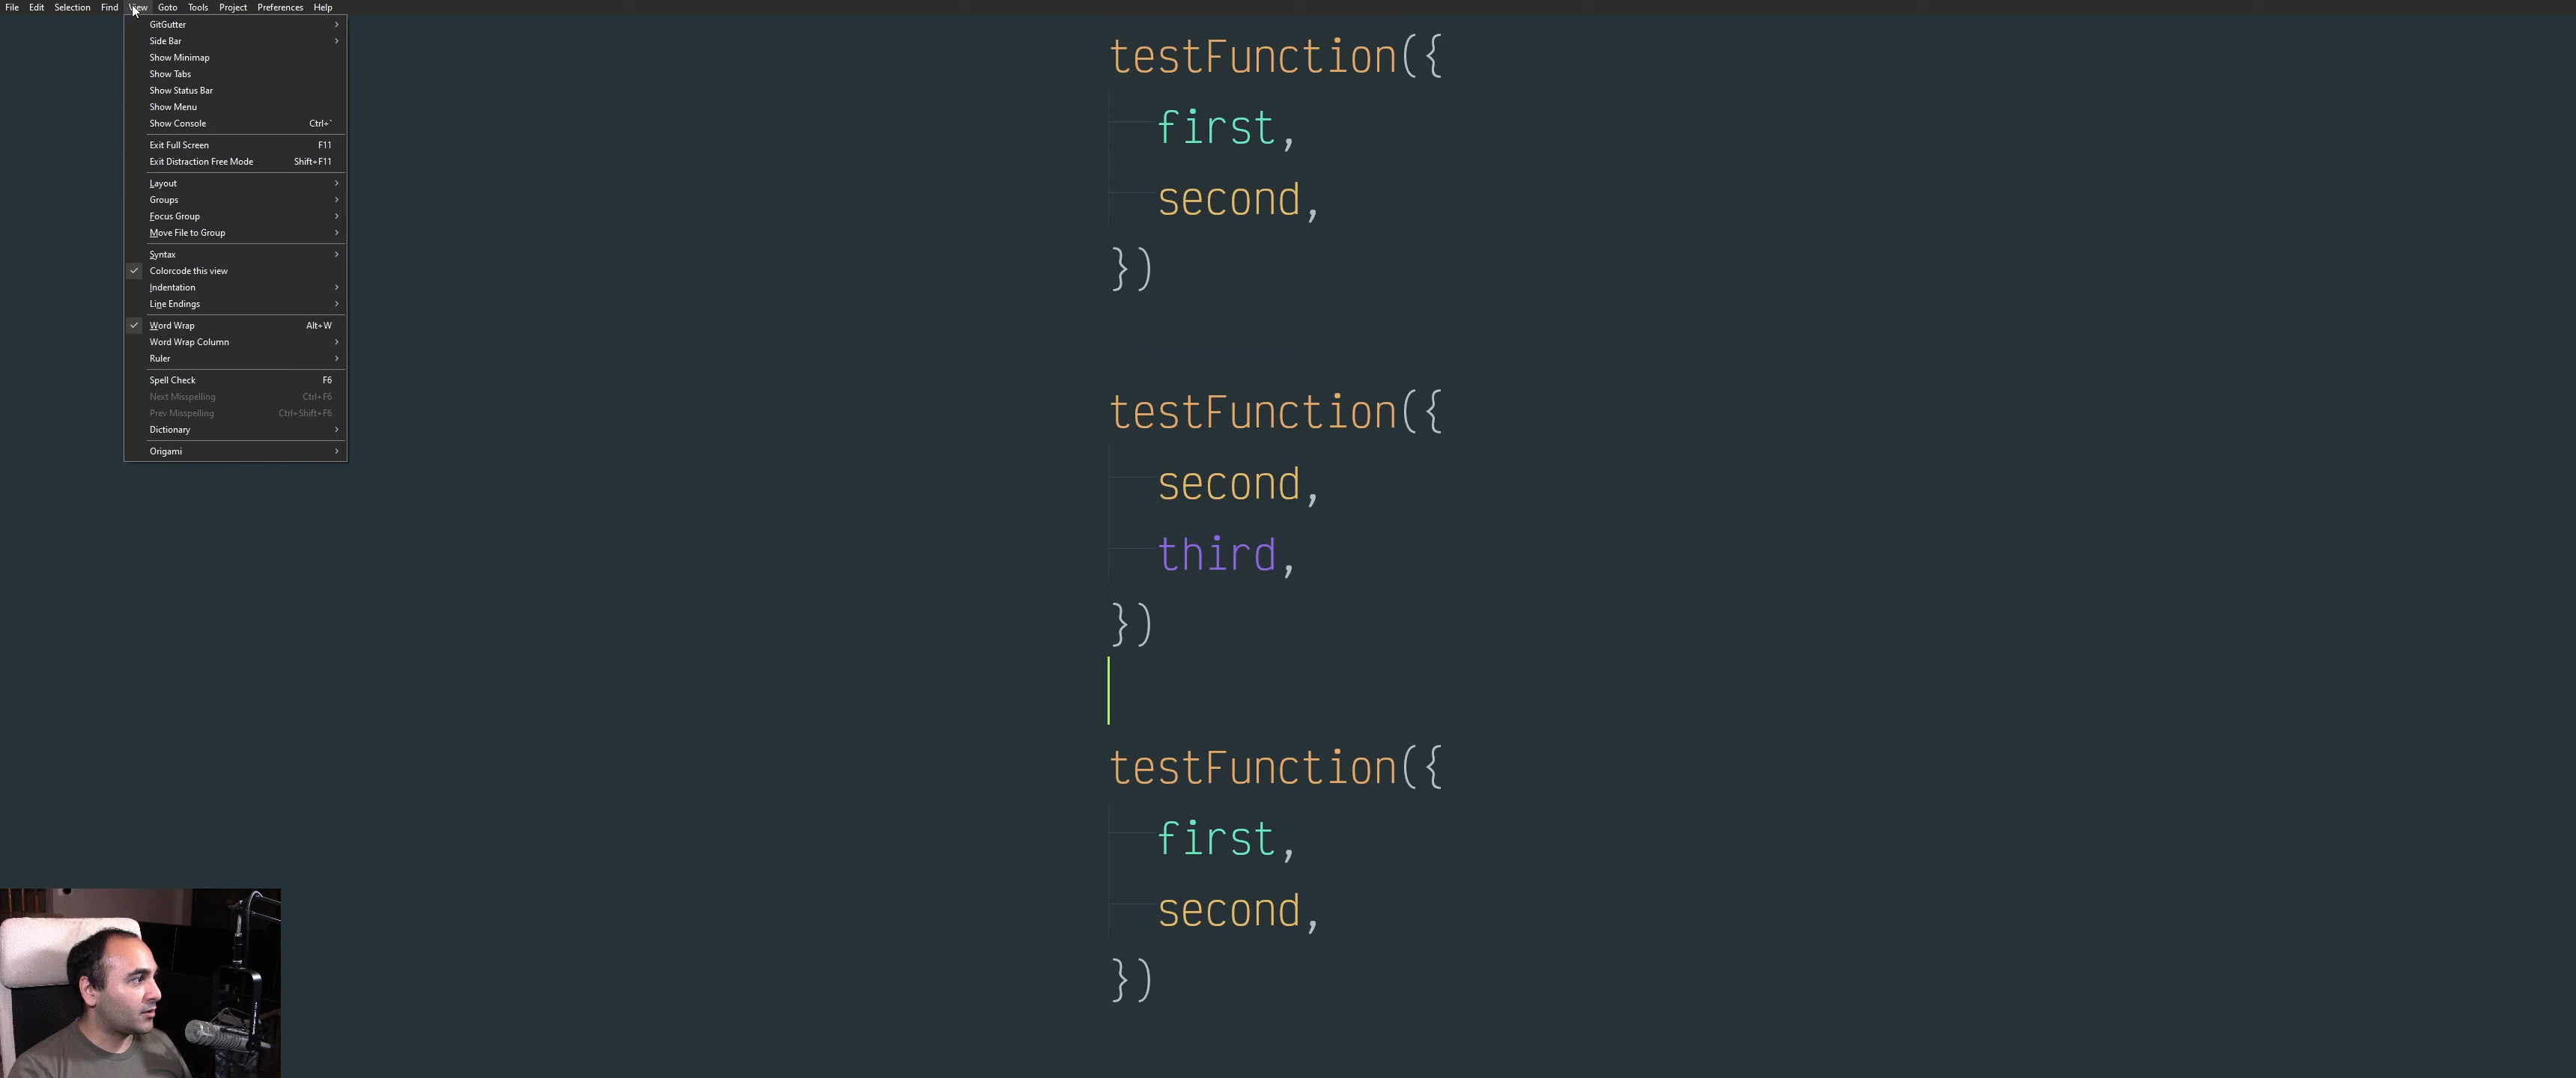 File Edit Selection Find View Goto Tools Project Preferences Help
GitGutter
Side Bar
Show Minimap
Show Tabs
Show Status Bar
Show Menu
Show Console Ctrl+`
Exit Full Screen F11
Exit Distraction Free Mode Shift+F11
Layout
Groups
Focus Group
Move File to Group
Syntax
Colorcode this view
Indentation
Line Endings
Word Wrap Alt+W
Word Wrap Column
Ruler
Spell Check F6
Next Misspelling Ctrl+F6
Prev Misspelling Ctrl+Shift+F6
Dictionary
Origami
testFunction({
first,
second,
})
testFunction({
second,
third,
})
testFunction({
first,
second,
})